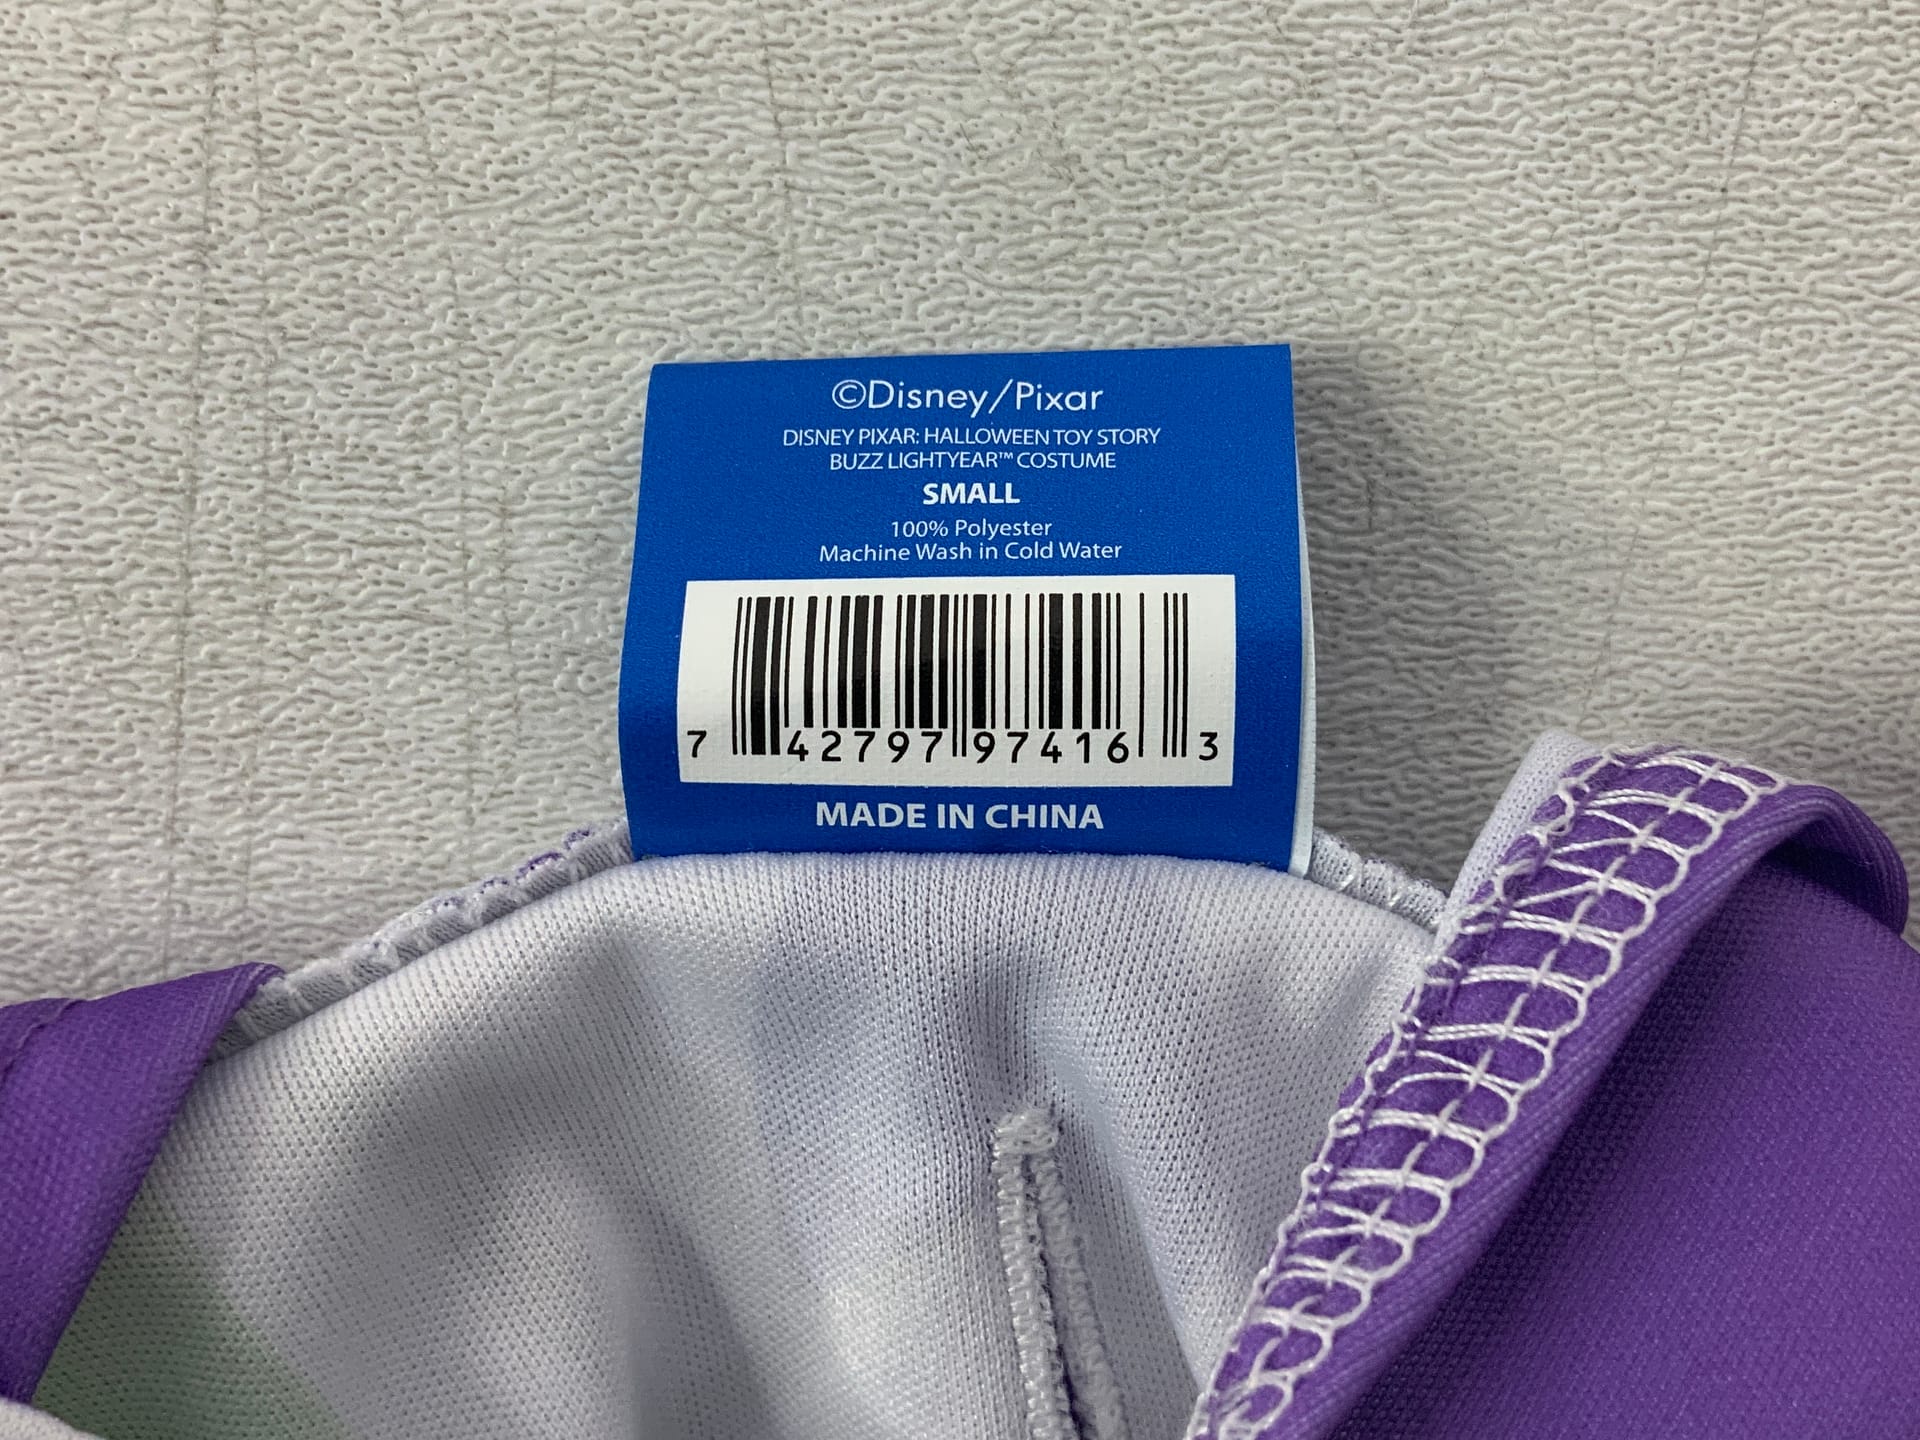 ©Disney/Pixar
DISNEY PIXAR: HALLOWEEN TOY STORY
BUZZ LIGHTYEAR™ COSTUME
SMALL
100% Polyester
Machine Wash in Cold Water
7 42797 97416 3
MADE IN CHINA